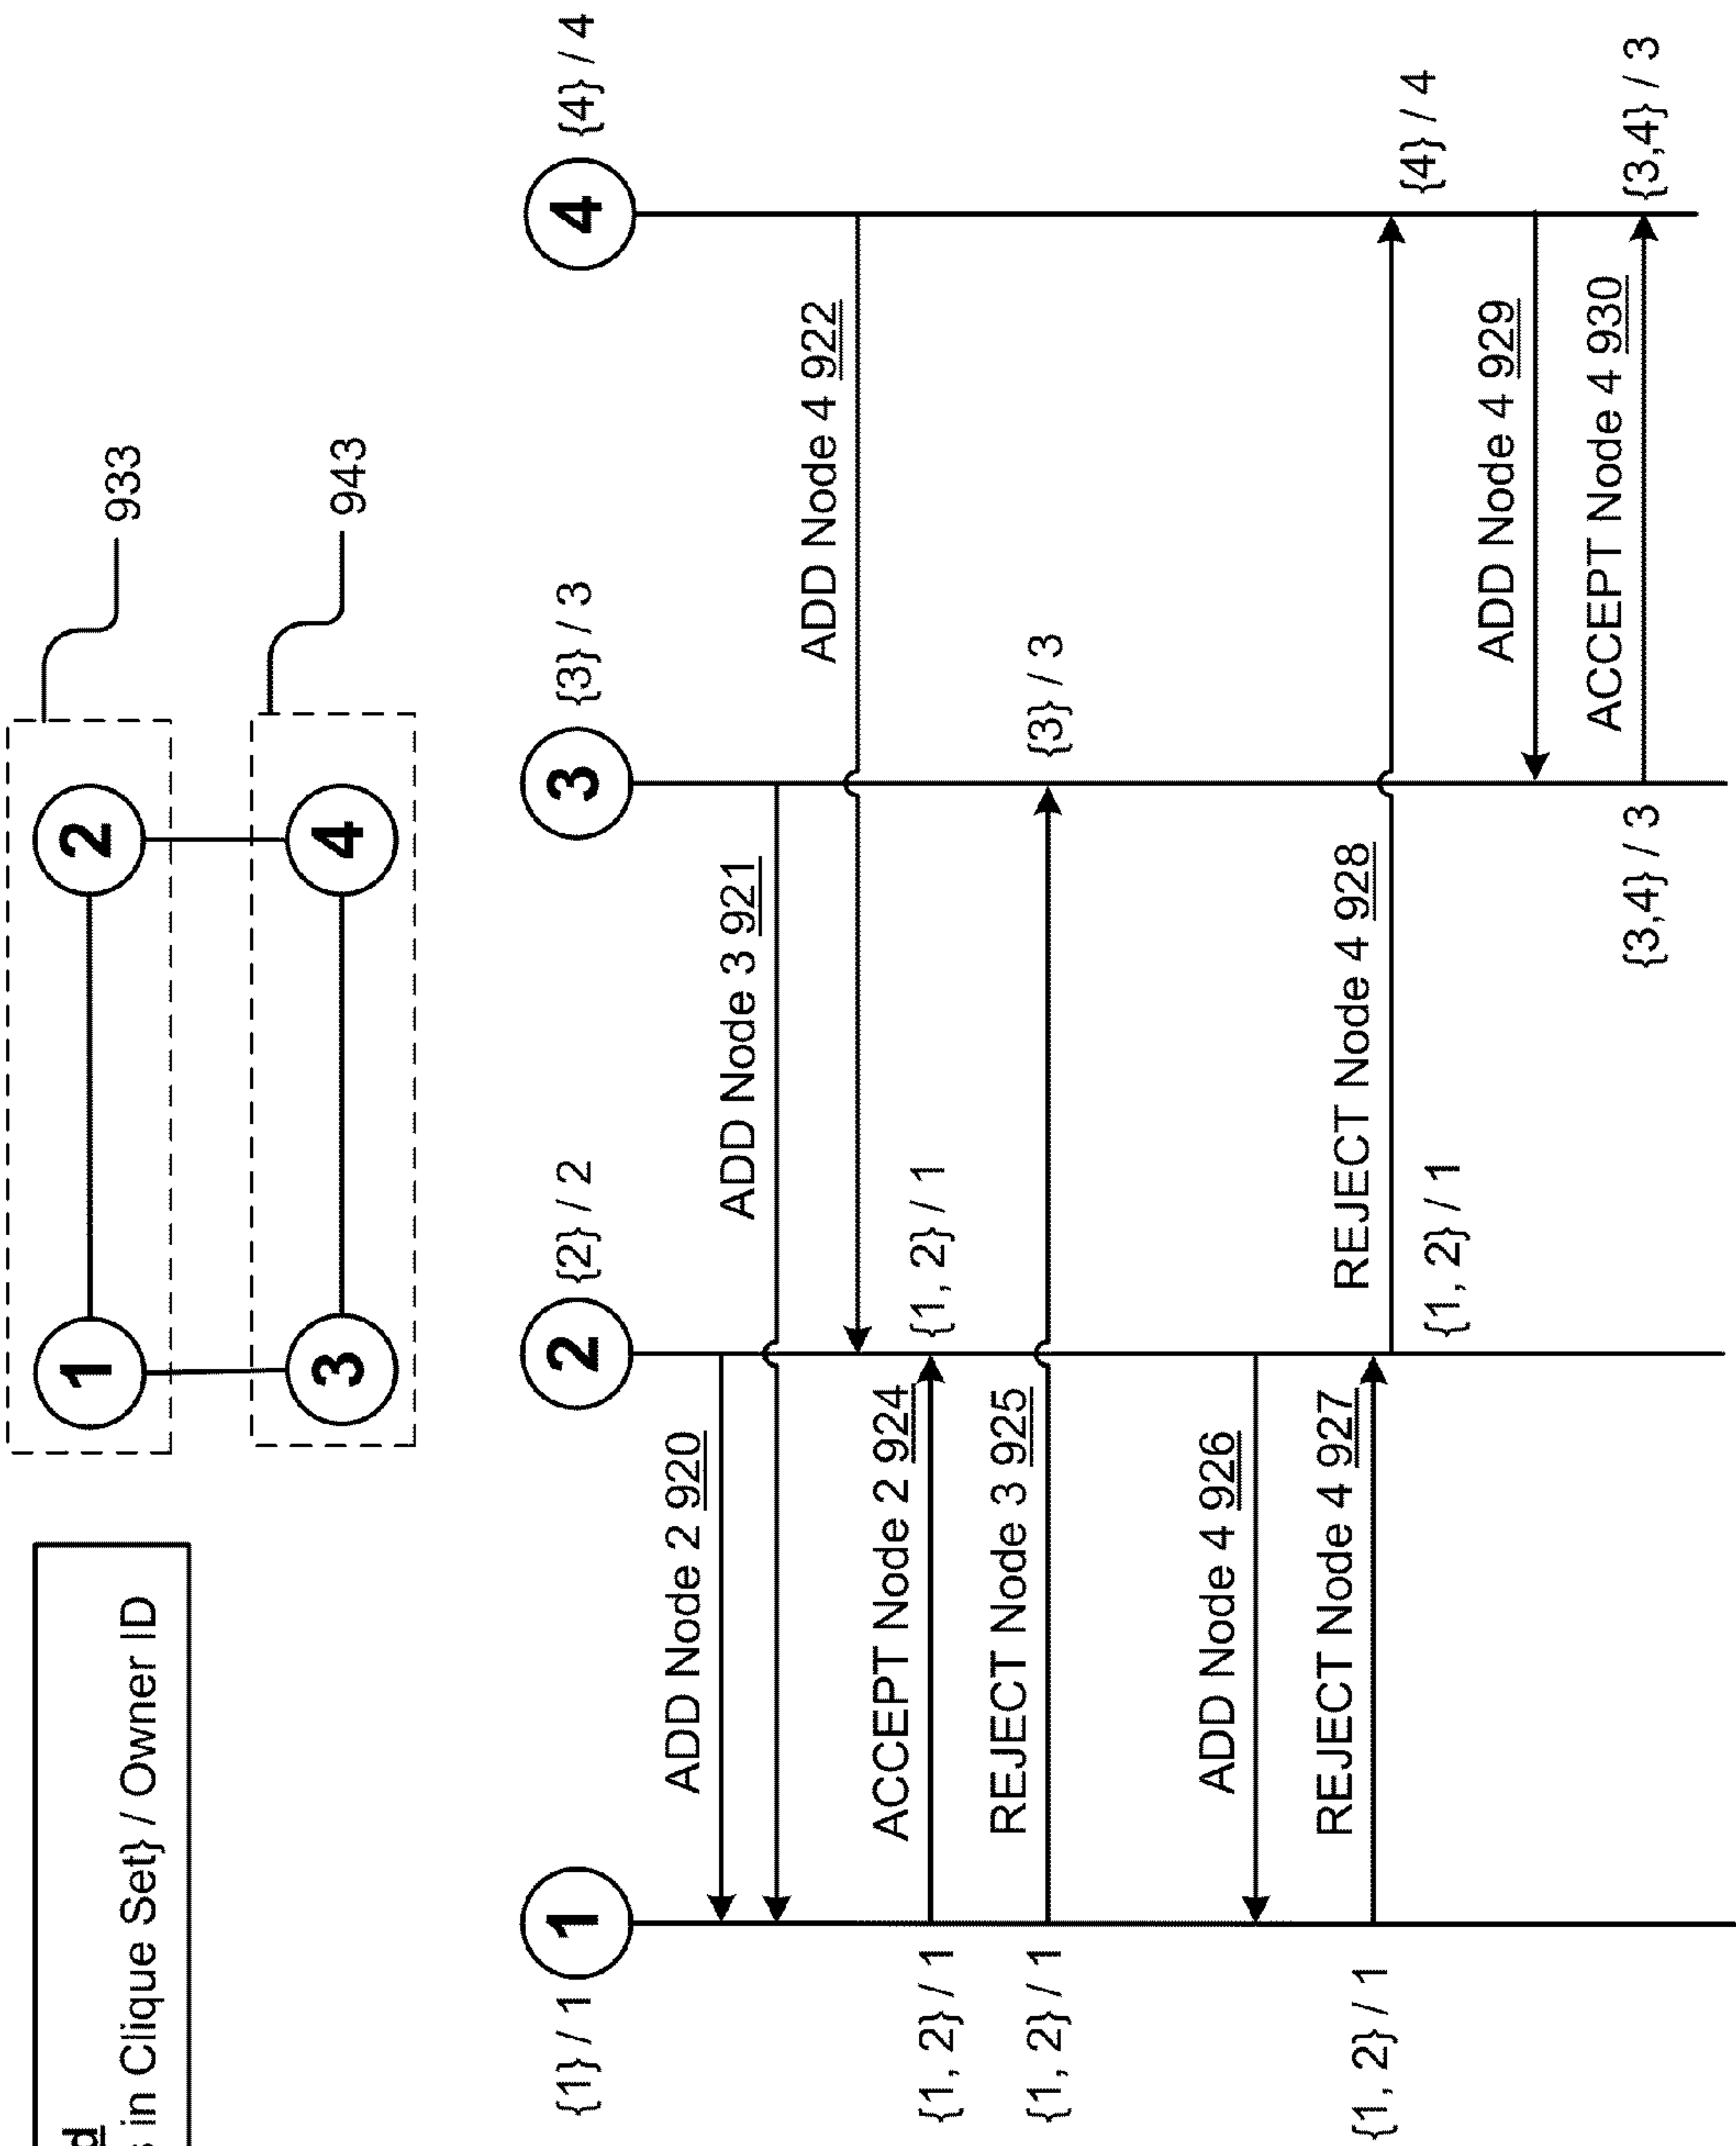 d
in Clique Set} / Owner ID
933
1
2
943
3
4
{1} / 1
1
2
{2} / 2
3
{3} / 3
4
{4} / 4
ADD Node 2 920
ADD Node 3 921
ADD Node 4 922
{1, 2} / 1
ACCEPT Node 2 924
{1, 2} / 1
{1, 2} / 1
REJECT Node 3 925
{3} / 3
ADD Node 4 926
{1, 2} / 1
REJECT Node 4 927
REJECT Node 4 928
{4} / 4
{1, 2} / 1
ADD Node 4 929
ACCEPT Node 4 930
{3,4} / 3
{3,4} / 3